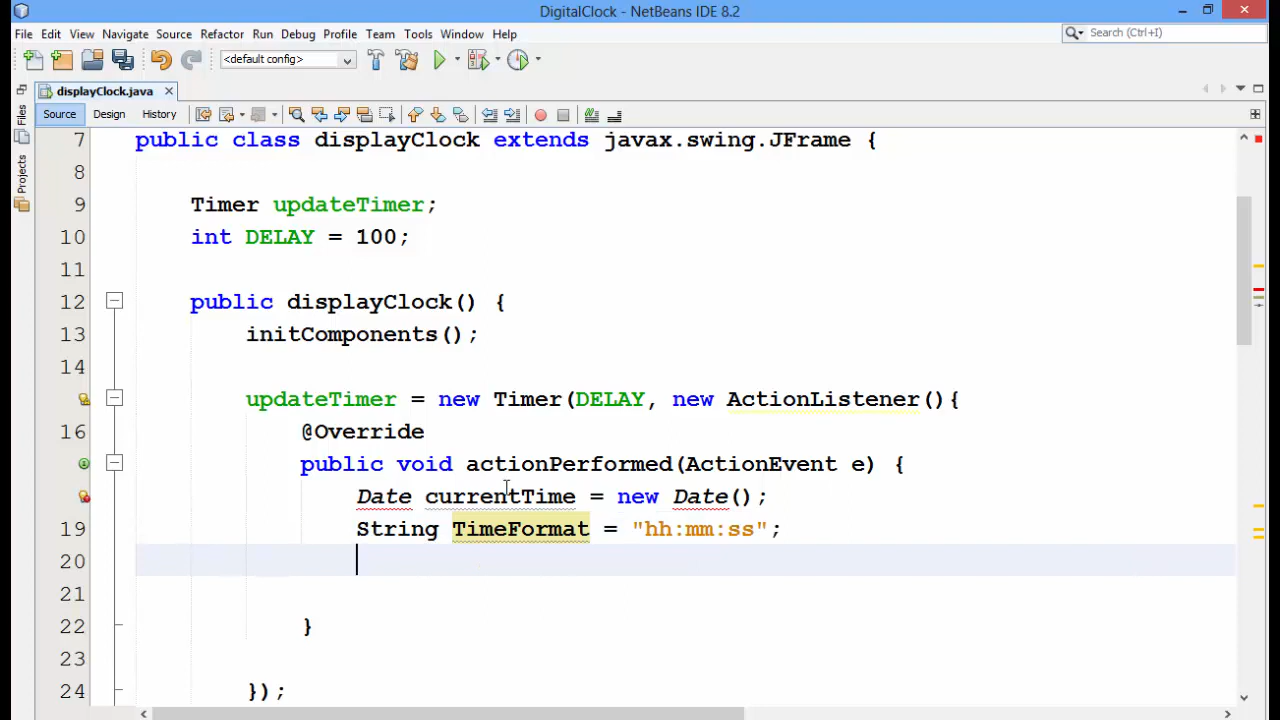 DigitalClock - NetBeans IDE 8.2
File Edit View Navigate Source Refactor Run Debug Profile Team Tools Window Help
Search (Ctrl+I)
<default config>
displayClock.java
Source Design History
Files
Projects
7 public class displayClock extends javax.swing.JFrame {
8
9 Timer updateTimer;
10 int DELAY = 100;
11
12 public displayClock() {
13 initComponents();
14
updateTimer = new Timer(DELAY, new ActionListener(){
16 @Override
public void actionPerformed(ActionEvent e) {
Date currentTime = new Date();
19 String TimeFormat = "hh:mm:ss";
20
21
22 }
23
24 });